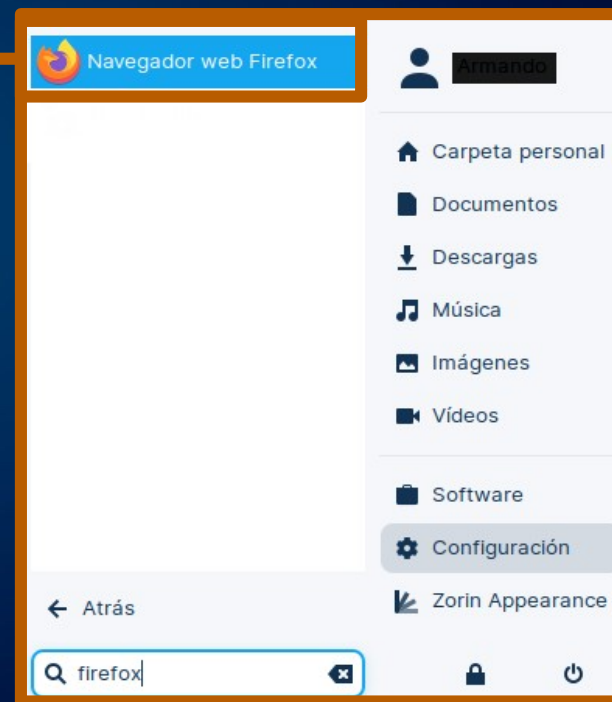 Navegador web Firefox
Atrás
firefox
Armando
Carpeta personal
Documentos
Descargas
Música
Imágenes
Vídeos
Software
Configuración
Zorin Appearance